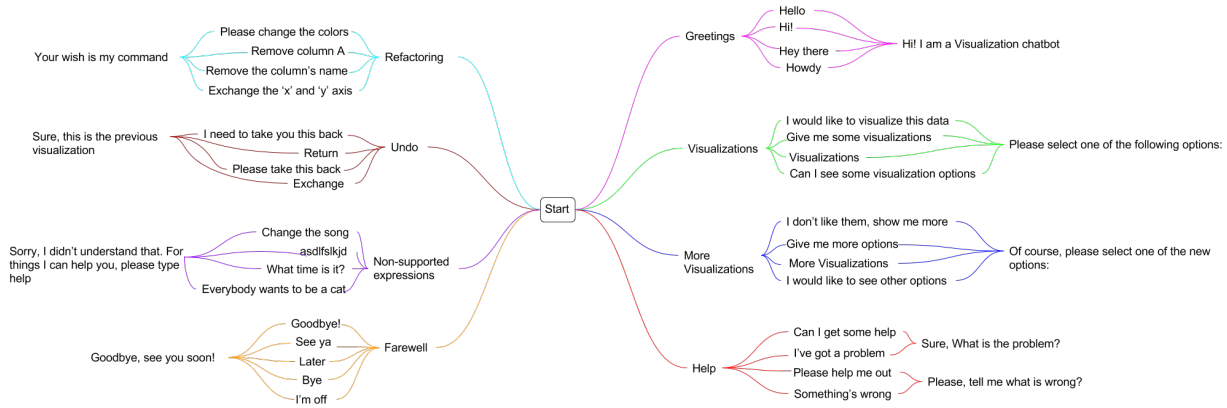 Your wish is my command
Please change the colors
Remove column A
Remove the column's name
Exchange the ‘x’ and ‘y’ axis
Refactoring
Sure, this is the previous
visualization
I need to take you this back
Return
Please take this back
Exchange
Undo
Sorry, I didn't understand that. For
things I can help you, please type
help
Change the song
asdlfslkjd
What time is it?
Everybody wants to be a cat
Non-supported
expressions
Goodbye, see you soon!
Goodbye!
See ya
Later
Bye
I'm off
Farewell
Start
Greetings
Hello
Hi!
Hey there
Howdy
Hi! I am a Visualization chatbot
Visualizations
I would like to visualize this data
Give me some visualizations
Visualizations
Can I see some visualization options
Please select one of the following options:
More
Visualizations
I don't like them, show me more
Give me more options
More Visualizations
I would like to see other options
Of course, please select one of the new
options:
Help
Can I get some help
I've got a problem
Please help me out
Something's wrong
Sure, What is the problem?
Please, tell me what is wrong?